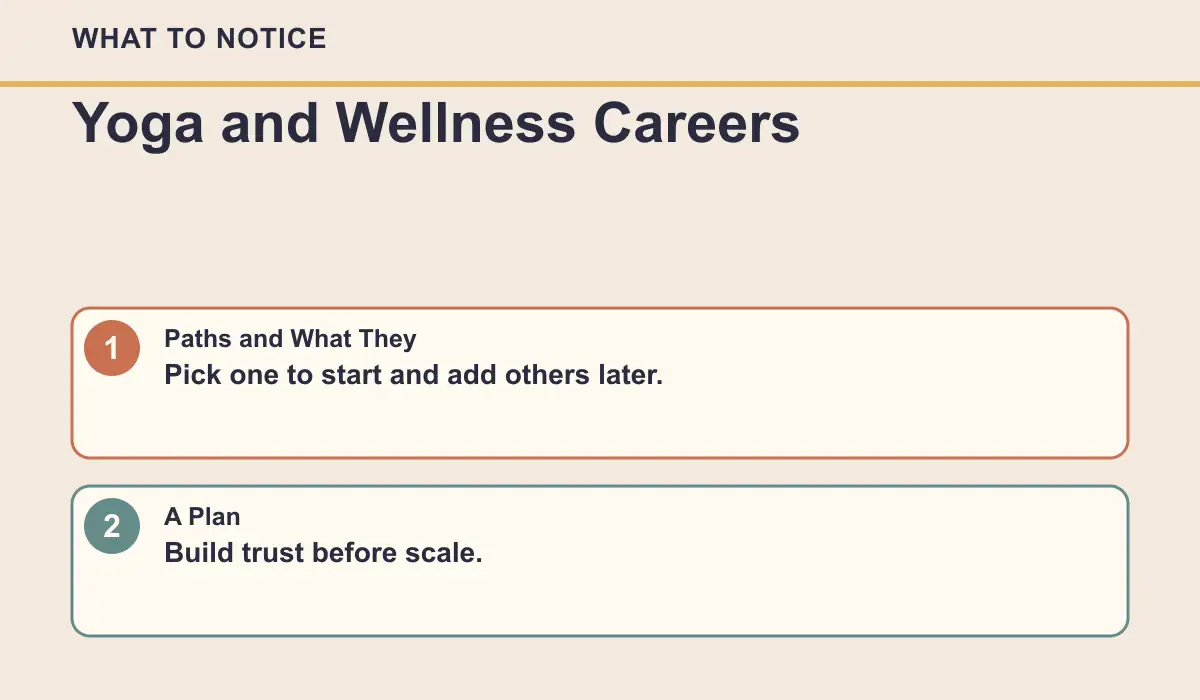 WHAT TO NOTICE
Yoga and Wellness Careers
1
Paths and What They
Pick one to start and add others later.
2
A Plan
Build trust before scale.